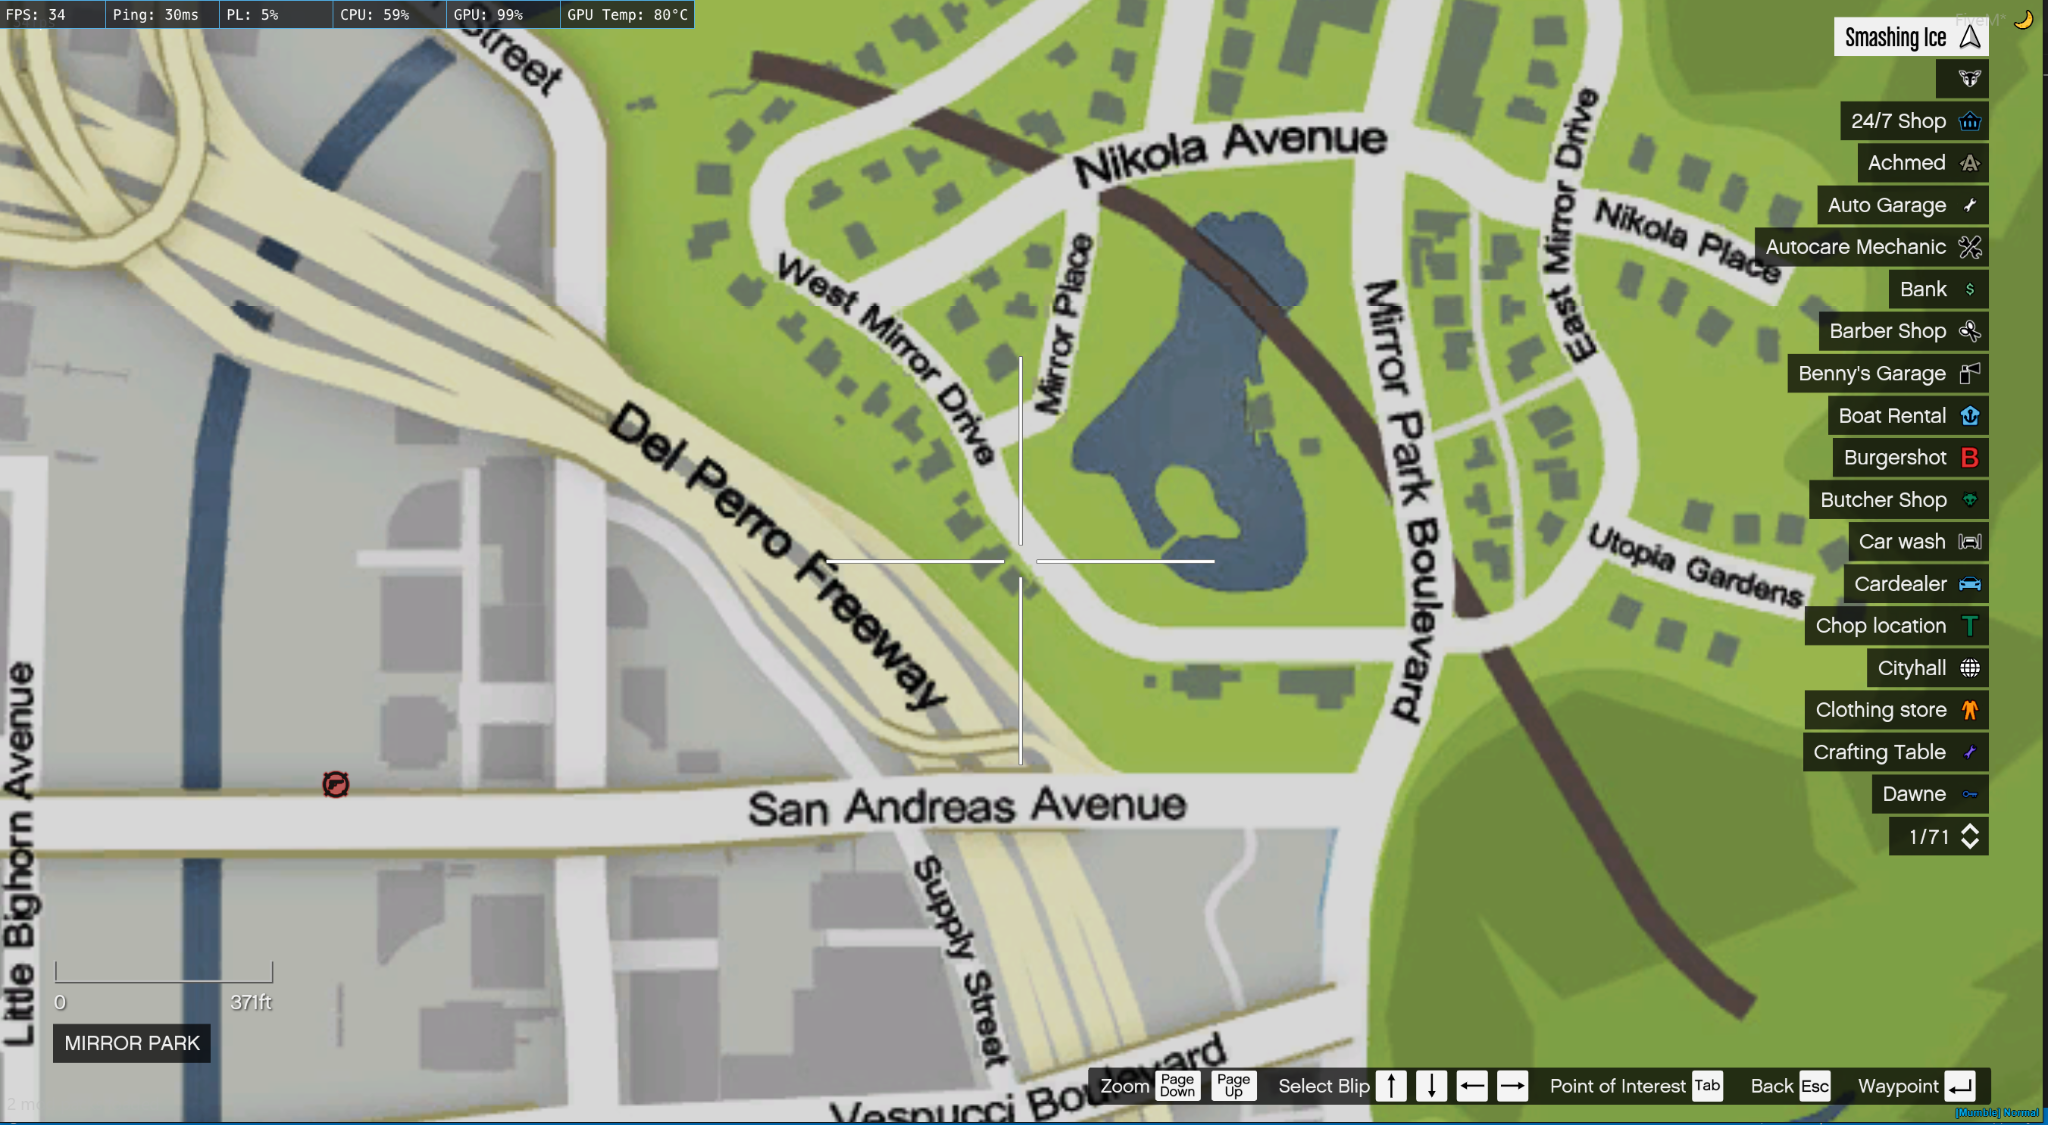 FPS: 34
Ping: 30ms
PL: 5%
CPU: 59%
GPU: 99%
GPU Temp: 80°C
FiveM
Street
Smashing Ice
24/7 Shop
Achmed
Auto Garage
Autocare Mechanic
Bank
$
Barber Shop
Benny's Garage
Boat Rental
Burgershot
B
Butcher Shop
Car wash
Cardealer
Chop location
T
Cityhall
Clothing store
Crafting Table
Dawne
1/71
Nikola Avenue
East Mirror Drive
Nikola Place
West Mirror Drive
Mirror Place
Mirror Park Boulevard
Del Perro Freeway
Utopia Gardens
San Andreas Avenue
Little Bighorn Avenue
Supply Street
Vespucci Boulevard
0
371ft
MIRROR PARK
Zoom
Page Down
Page Up
Select Blip
↑
↓
←
→
Point of Interest
Tab
Back
Esc
Waypoint
[Mumble] Normal